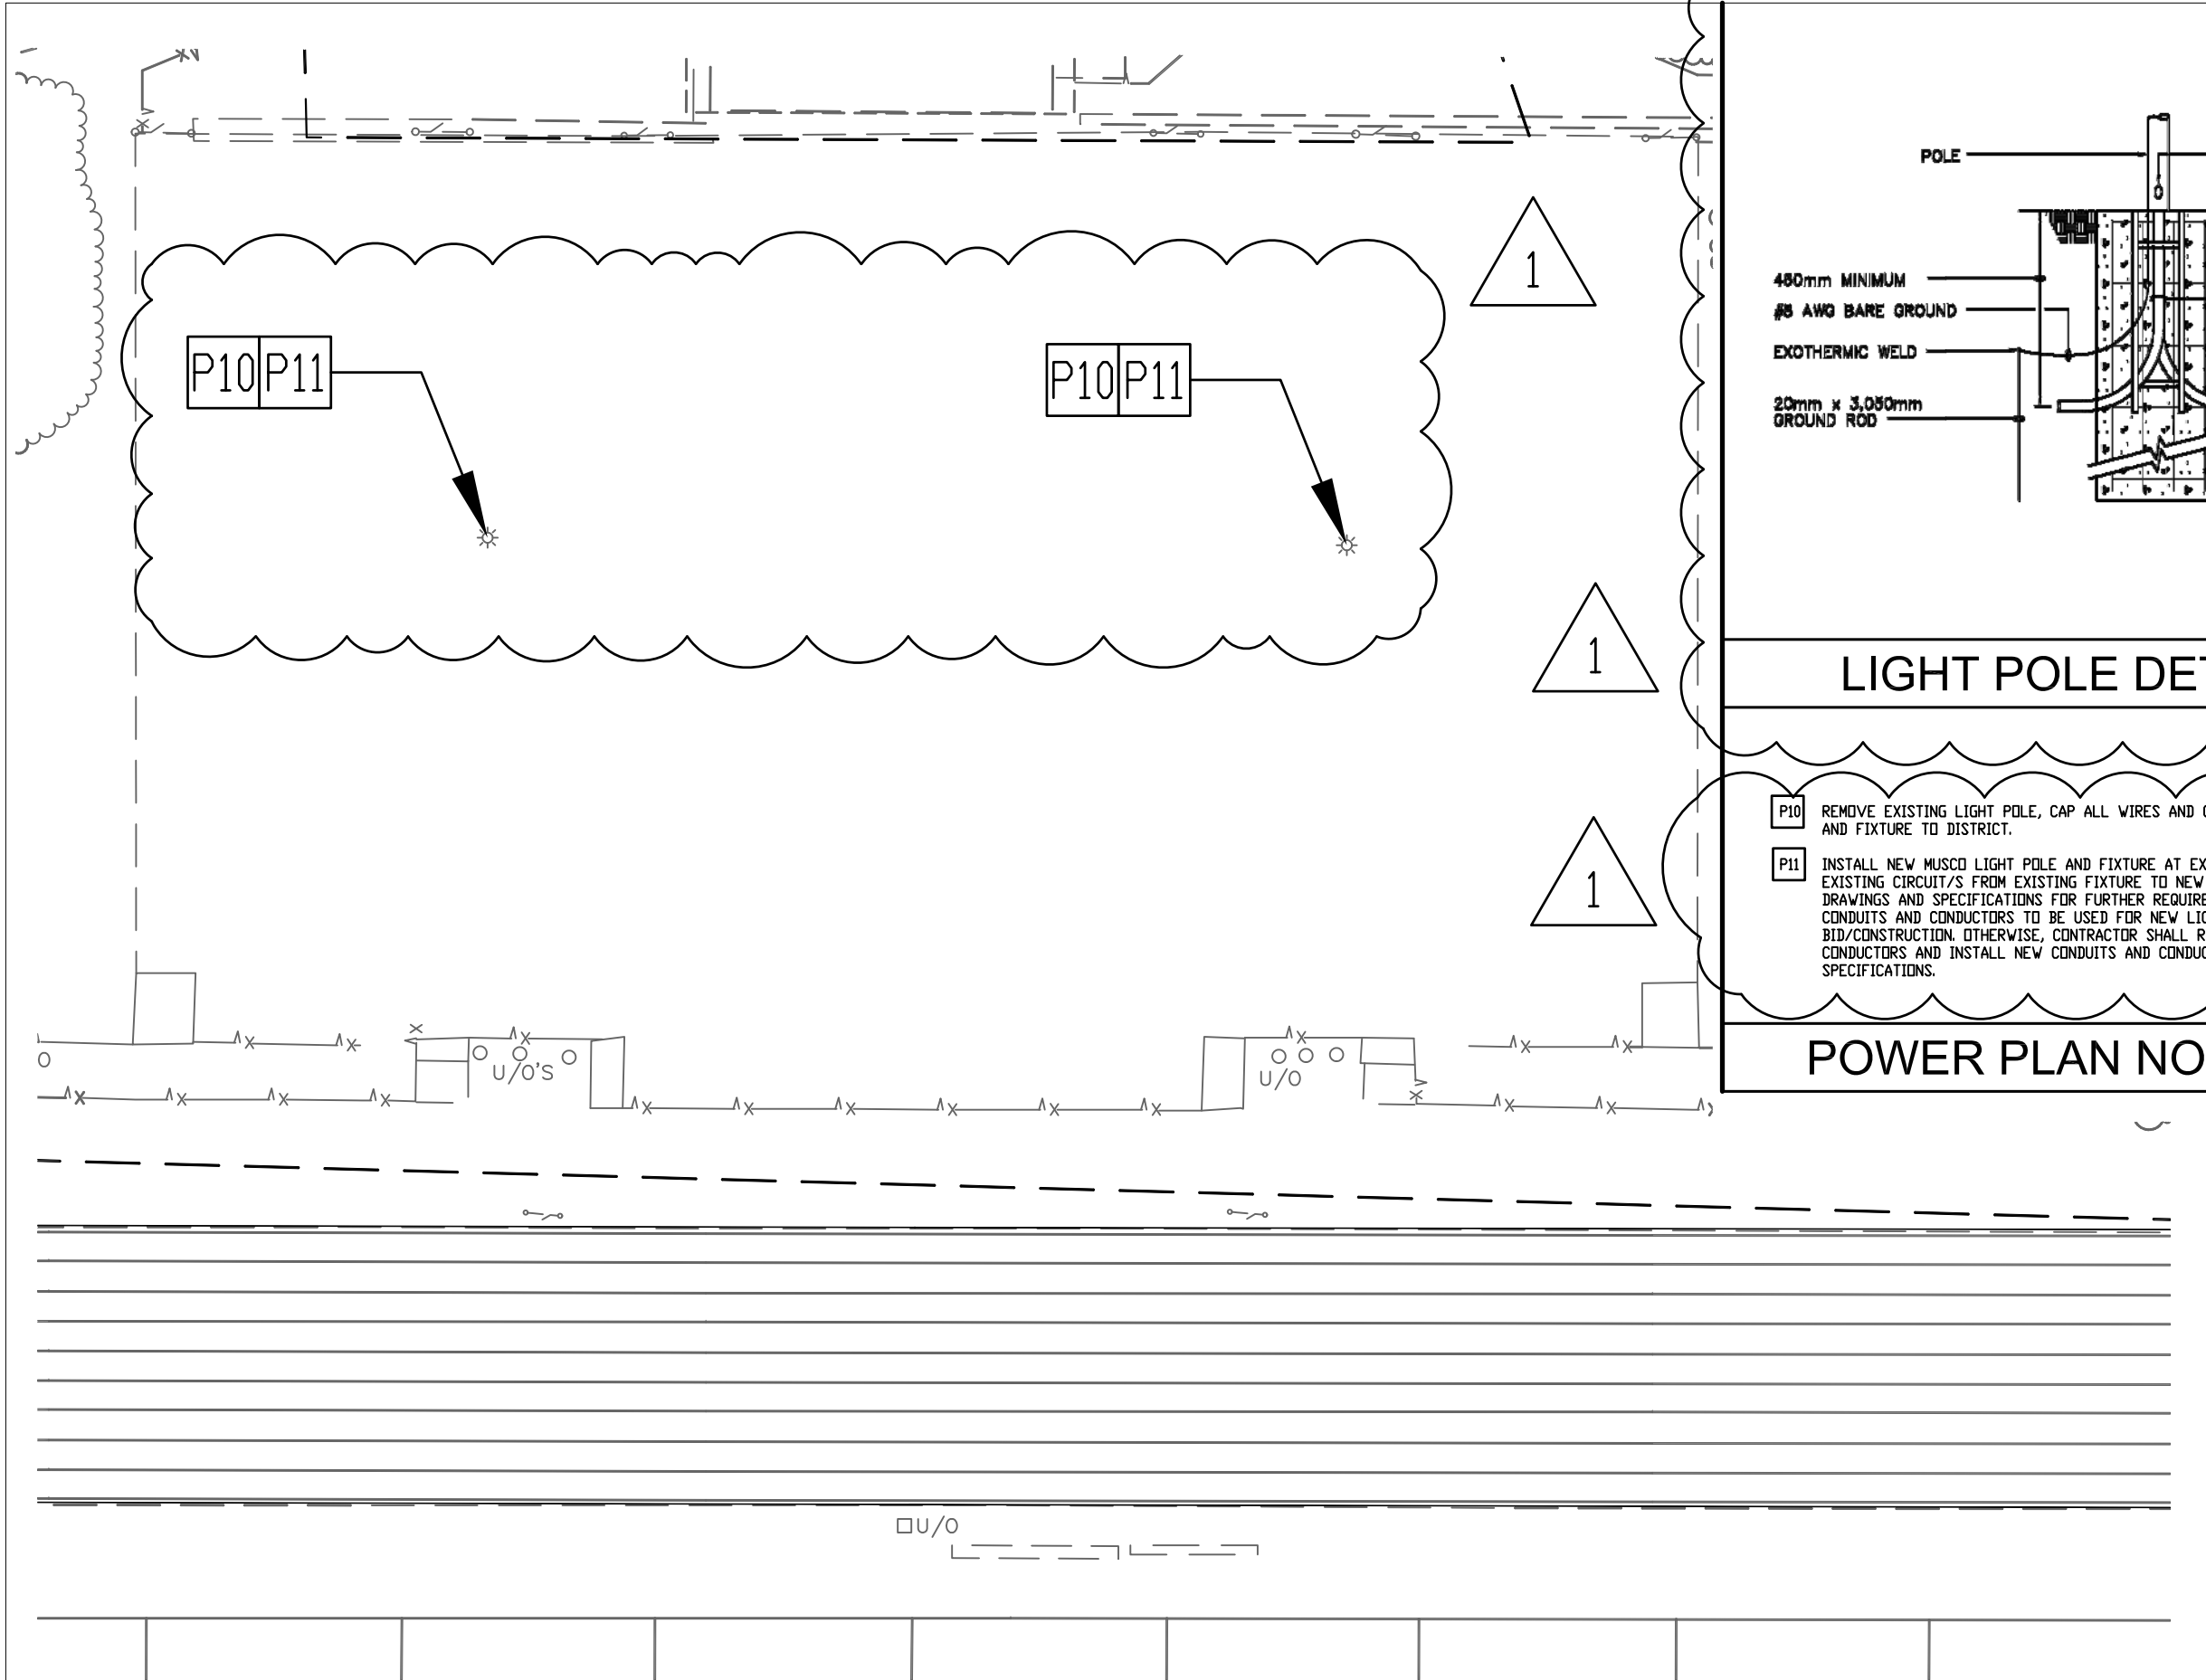 P10 P11
P10 P11
1
1
1
POLE
450mm MINIMUM
AWG BARE GROUND
EXOTHERMIC WELD
20mm x 3,050mm
GROUND ROD
LIGHT POLE DET
P10 REMOVE EXISTING LIGHT POLE, CAP ALL WIRES AND
AND FIXTURE TO DISTRICT.
P11 INSTALL NEW MUSCO LIGHT POLE AND FIXTURE AT EX
EXISTING CIRCUIT/S FROM EXISTING FIXTURE TO NEW
DRAWINGS AND SPECIFICATIONS FOR FURTHER REQUIRE
CONDUITS AND CONDUCTORS TO BE USED FOR NEW LIG
BID/CONSTRUCTION. OTHERWISE, CONTRACTOR SHALL R
CONDUCTORS AND INSTALL NEW CONDUITS AND CONDUC
SPECIFICATIONS.
POWER PLAN NO
O
U/O'S
U/O
U/O